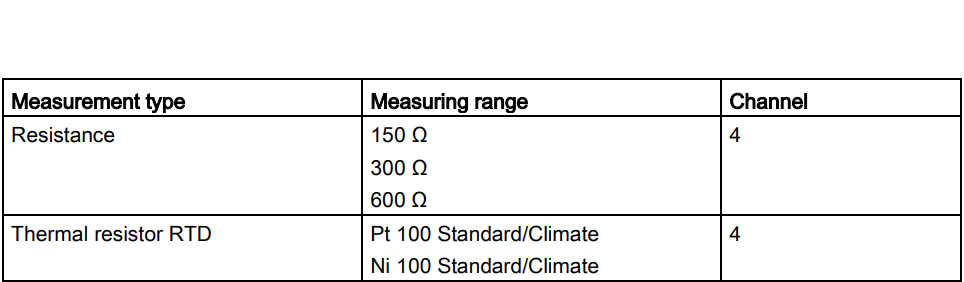 Measurement type Measuring range Channel
Resistance 150 Ω 4
300 Ω
600 Ω
Thermal resistor RTD Pt 100 Standard/Climate 4
Ni 100 Standard/Climate